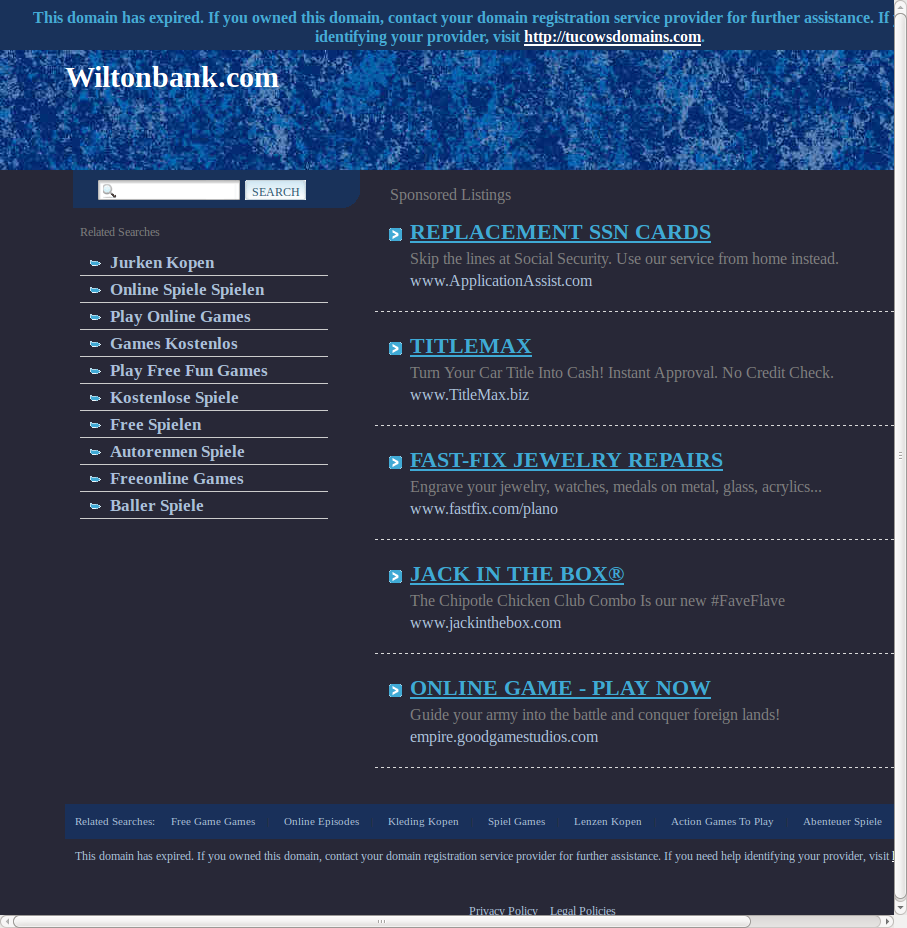 This domain has expired. If you owned this domain, contact your domain registration service provider for further assistance. If
identifying your provider, visit http://tucowsdomains.com.
Wiltonbank.com
SEARCH
Related Searches
Jurken Kopen
Online Spiele Spielen
Play Online Games
Games Kostenlos
Play Free Fun Games
Kostenlose Spiele
Free Spielen
Autorennen Spiele
Freeonline Games
Baller Spiele
Sponsored Listings
REPLACEMENT SSN CARDS
Skip the lines at Social Security. Use our service from home instead.
www.ApplicationAssist.com
TITLEMAX
Turn Your Car Title Into Cash! Instant Approval. No Credit Check.
www.TitleMax.biz
FAST-FIX JEWELRY REPAIRS
Engrave your jewelry, watches, medals on metal, glass, acrylics...
www.fastfix.com/plano
JACK IN THE BOX®
The Chipotle Chicken Club Combo Is our new #FaveFlave
www.jackinthebox.com
ONLINE GAME - PLAY NOW
Guide your army into the battle and conquer foreign lands!
empire.goodgamestudios.com
Related Searches: Free Game Games Online Episodes Kleding Kopen Spiel Games Lenzen Kopen Action Games To Play Abenteuer Spiele
This domain has expired. If you owned this domain, contact your domain registration service provider for further assistance. If you need help identifying your provider, visit
Privacy Policy Legal Policies